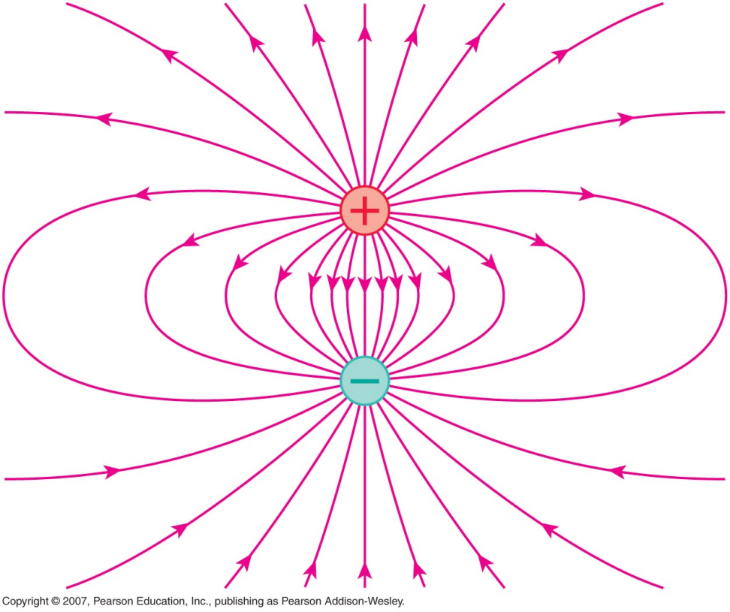 +
−
Copyright © 2007, Pearson Education, Inc., publishing as Pearson Addison-Wesley.